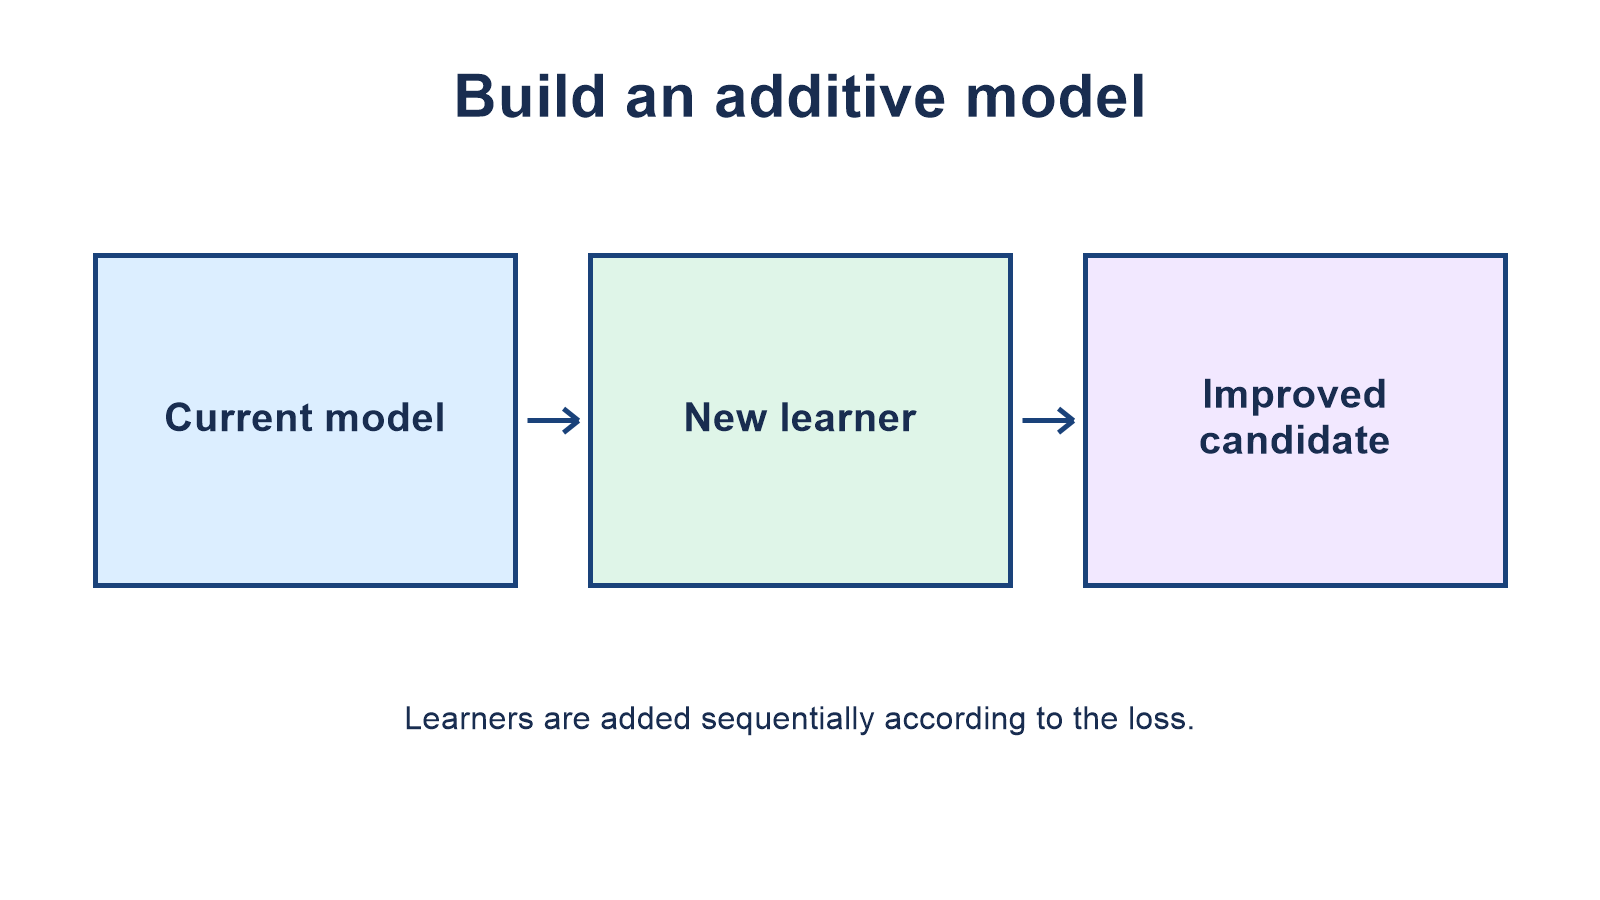 Build an additive model
Current model
New learner
Improved
candidate
Learners are added sequentially according to the loss.